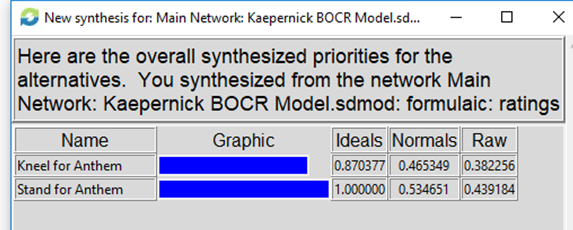 New synthesis for: Main Network: Kaepernick BOCR Model.sd...
Here are the overall synthesized priorities for the
alternatives. You synthesized from the network Main
Network: Kaepernick BOCR Model.sdmod: formulaic: ratings
Name Graphic Ideals Normals Raw
Kneel for Anthem 0.870377 0.465349 0.382256
Stand for Anthem 1.000000 0.534651 0.439184